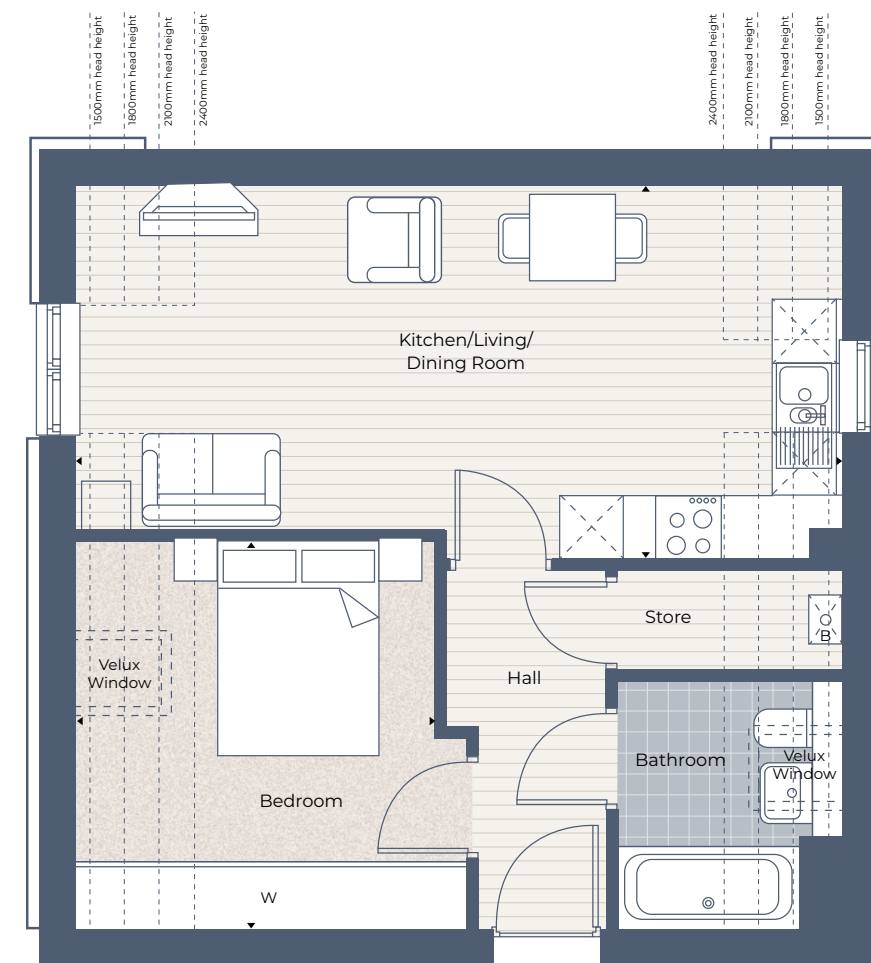 1500mm head height
1800mm head height
2100mm head height
2400mm head height
2400mm head height
2100mm head height
1800mm head height
1500mm head height
Kitchen/Living/
Dining Room
Store
B
Velux
Window
Hall
Bathroom
Velux
Window
Bedroom
W